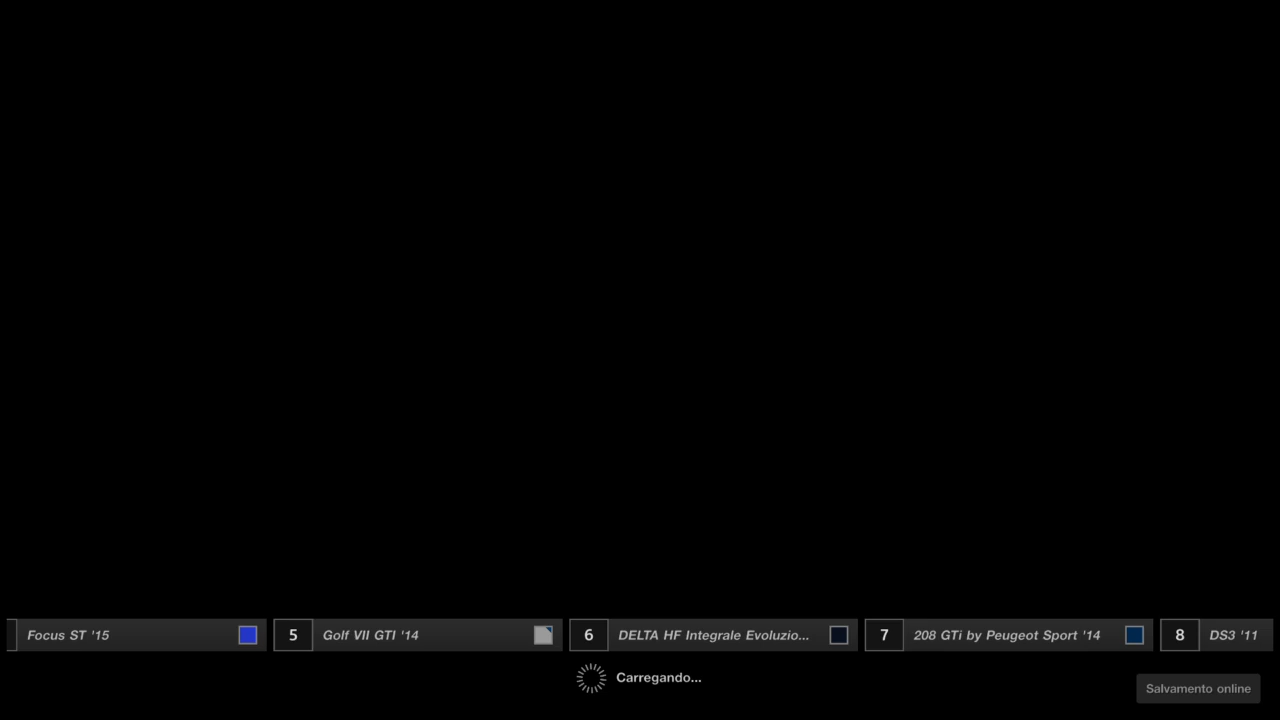 Focus ST '15
5 Golf VII GTI '14
6 DELTA HF Integrale Evoluzio...
7 208 GTi by Peugeot Sport '14
8 DS3 '11
Carregando...
Salvamento online